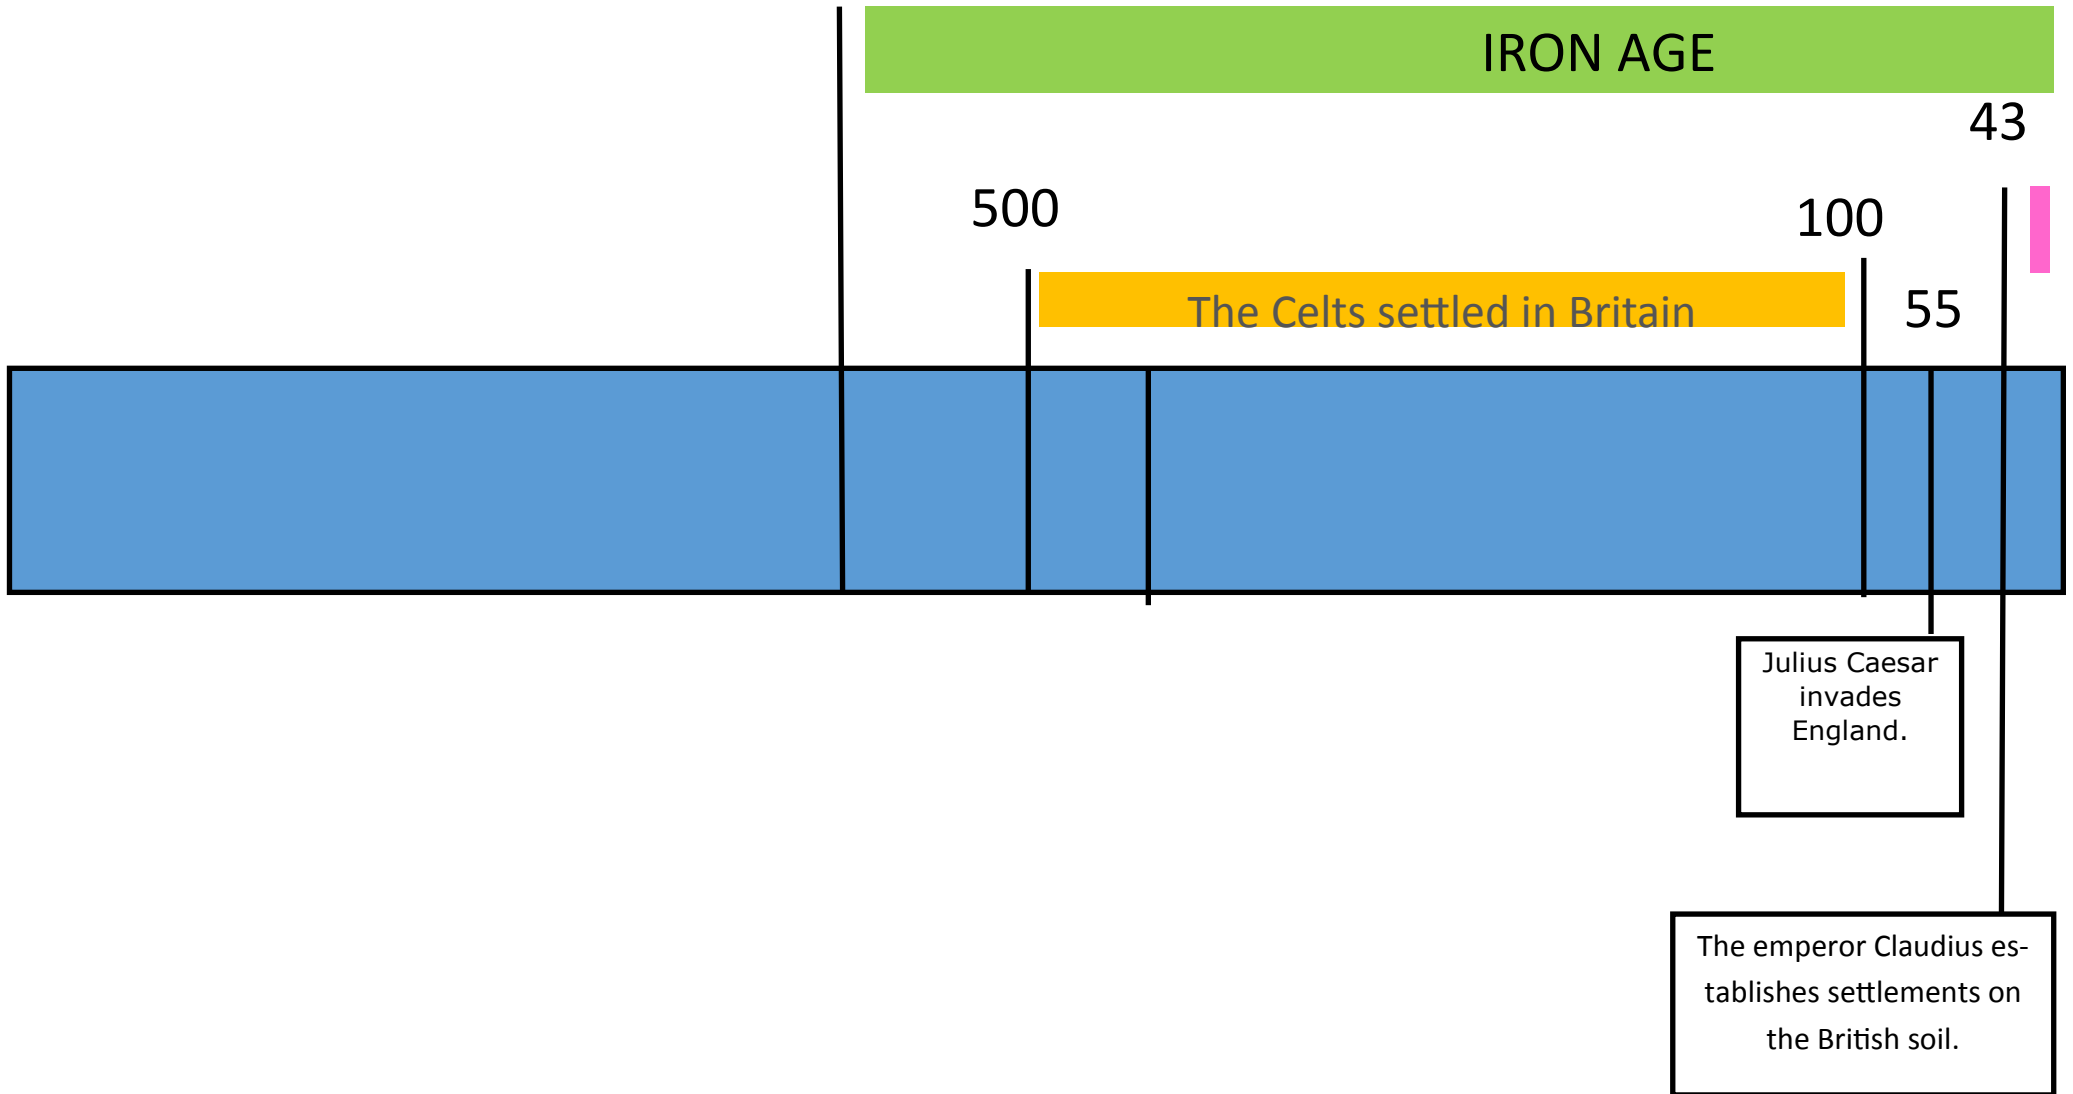 IRON AGE
43
500
100
The Celts settled in Britain
55
Julius Caesar
invades
England.
The emperor Claudius es-
tablishes settlements on
the British soil.